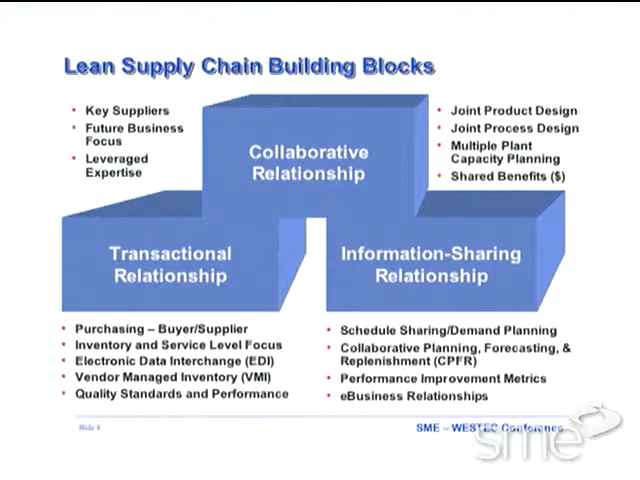 Lean Supply Chain Building Blocks
• Key Suppliers
• Future Business
Focus
• Leveraged
Expertise
Collaborative
Relationship
• Joint Product Design
• Joint Process Design
• Multiple Plant
Capacity Planning
• Shared Benefits ($)
Transactional
Relationship
Information-Sharing
Relationship
• Purchasing – Buyer/Supplier
• Inventory and Service Level Focus
• Electronic Data Interchange (EDI)
• Vendor Managed Inventory (VMI)
• Quality Standards and Performance
• Schedule Sharing/Demand Planning
• Collaborative Planning, Forecasting, &
Replenishment (CPFR)
• Performance Improvement Metrics
• eBusiness Relationships
Slide 8
SME – WESTEC Conference
sme